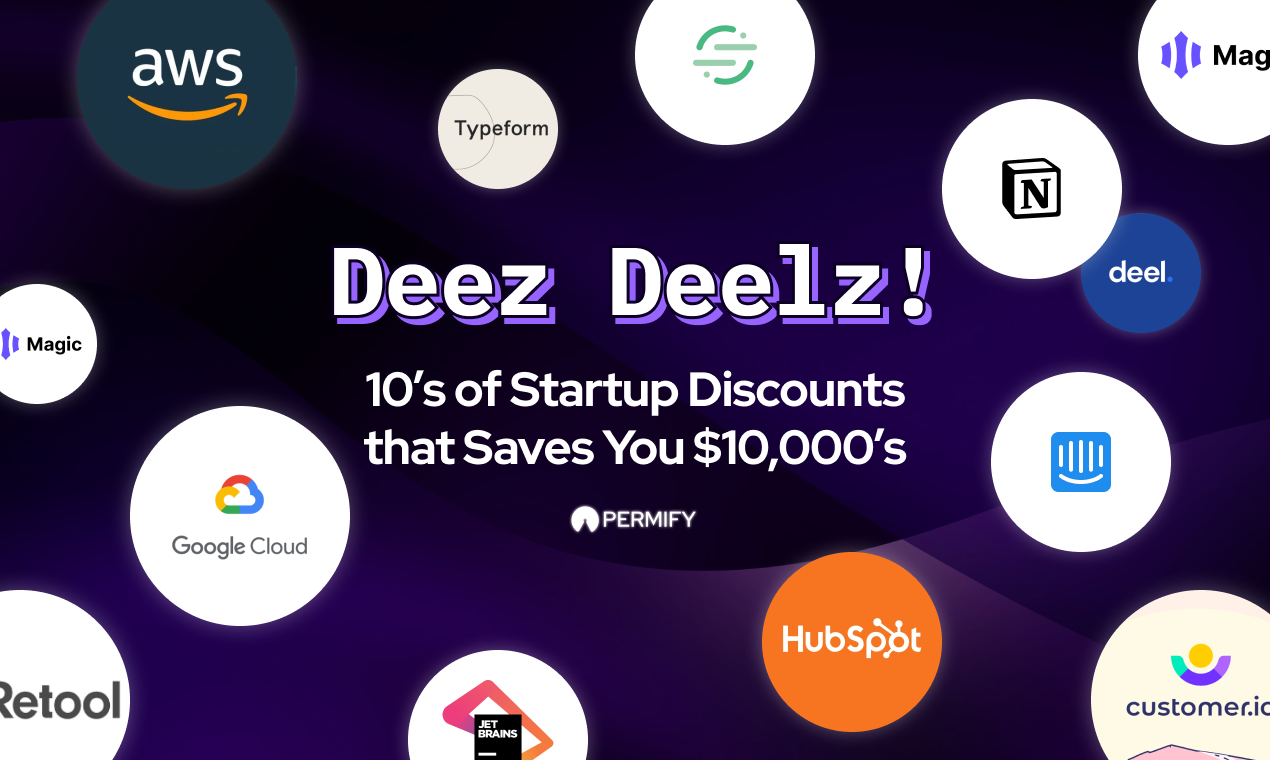 aws
Typeform
Mag
N
deel.
Deez Deelz!
Magic
10's of Startup Discounts
that Saves You $10,000's
Google Cloud
PERMIFY
HubSpot
Retool
JET
BRAINS
customer.io